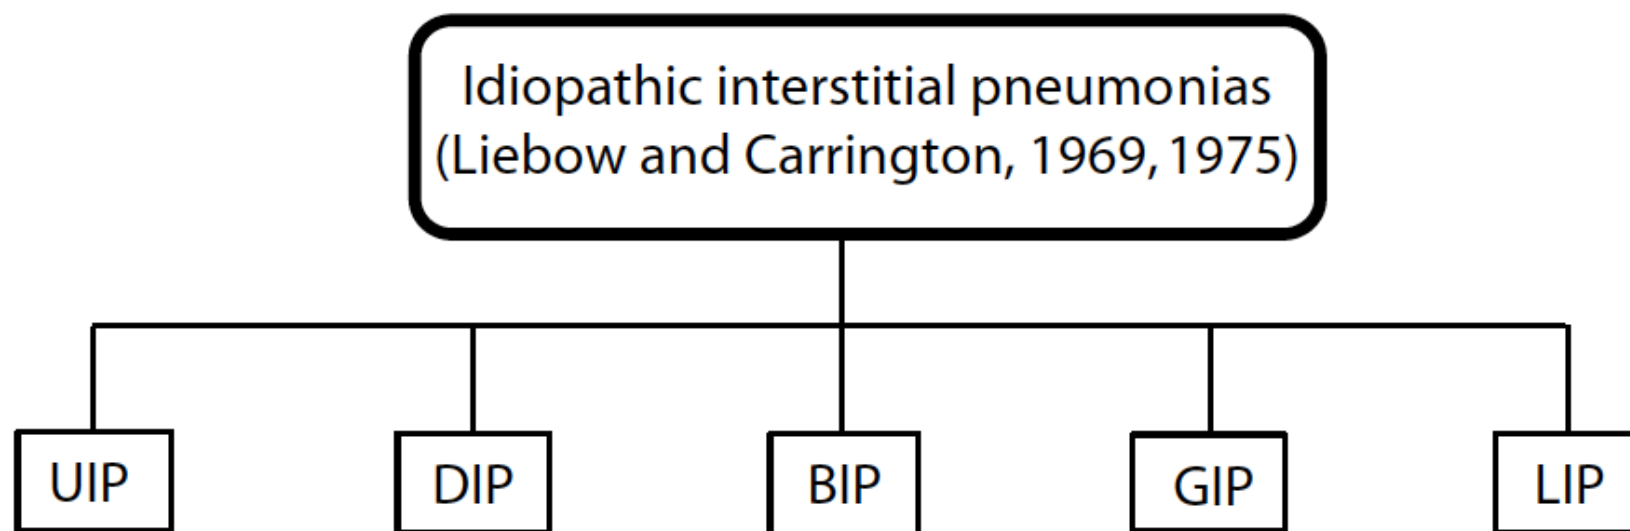 Idiopathic interstitial pneumonias
(Liebow and Carrington, 1969, 1975)
UIP
DIP
BIP
GIP
LIP